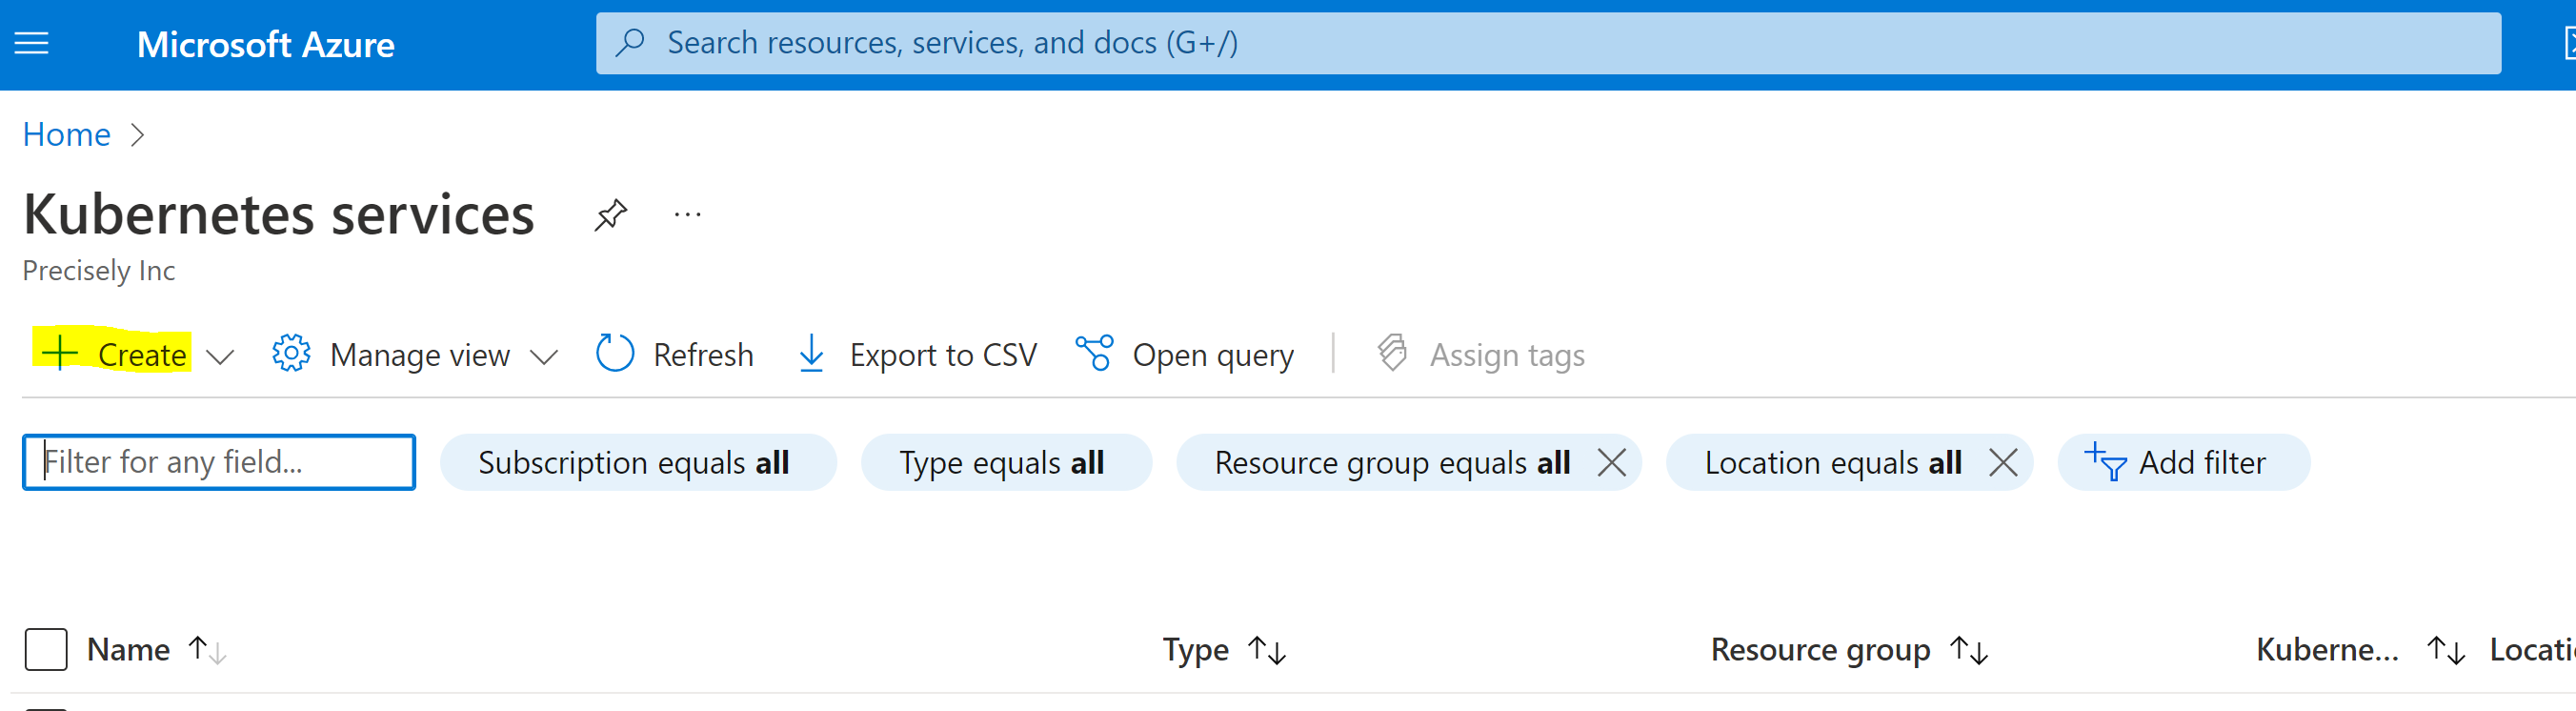 Microsoft Azure
Search resources, services, and docs (G+/)
Home
Kubernetes services
...
Precisely Inc
Create
Manage view
Refresh
Export to CSV
Open query
Assign tags
Filter for any field...
Subscription equals all
Type equals all
Resource group equals all
Location equals all
Add filter
Name
Type
Resource group
Kuberne...